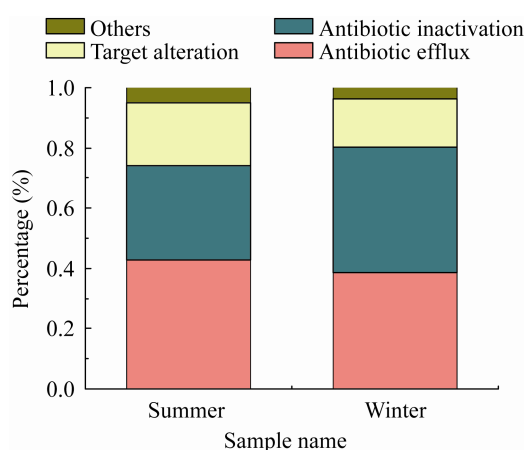 Others
Antibiotic inactivation
Target alteration
Antibiotic efflux
1.0
0.8
0.6
0.4
0.2
0.0
Percentage (%)
Summer
Winter
Sample name